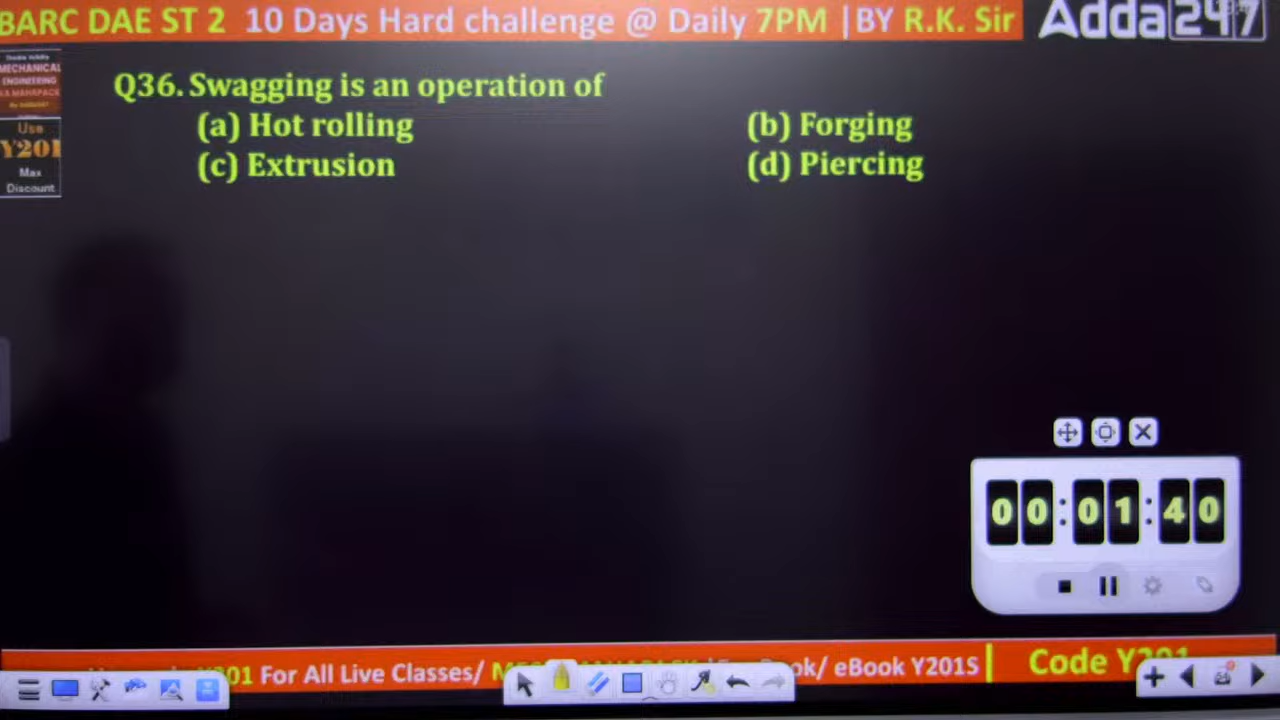 BARC DAE ST 2 10 Days Hard challenge @ Daily 7PM |BY R.K. Sir
Adda247
MECHANICAL
ENGINEERING
Use
Y201
Max
Discount
Q36. Swagging is an operation of
(a) Hot rolling
(b) Forging
(c) Extrusion
(d) Piercing
00:01:40
For All Live Classes/
eBook Y201S
Code Y201